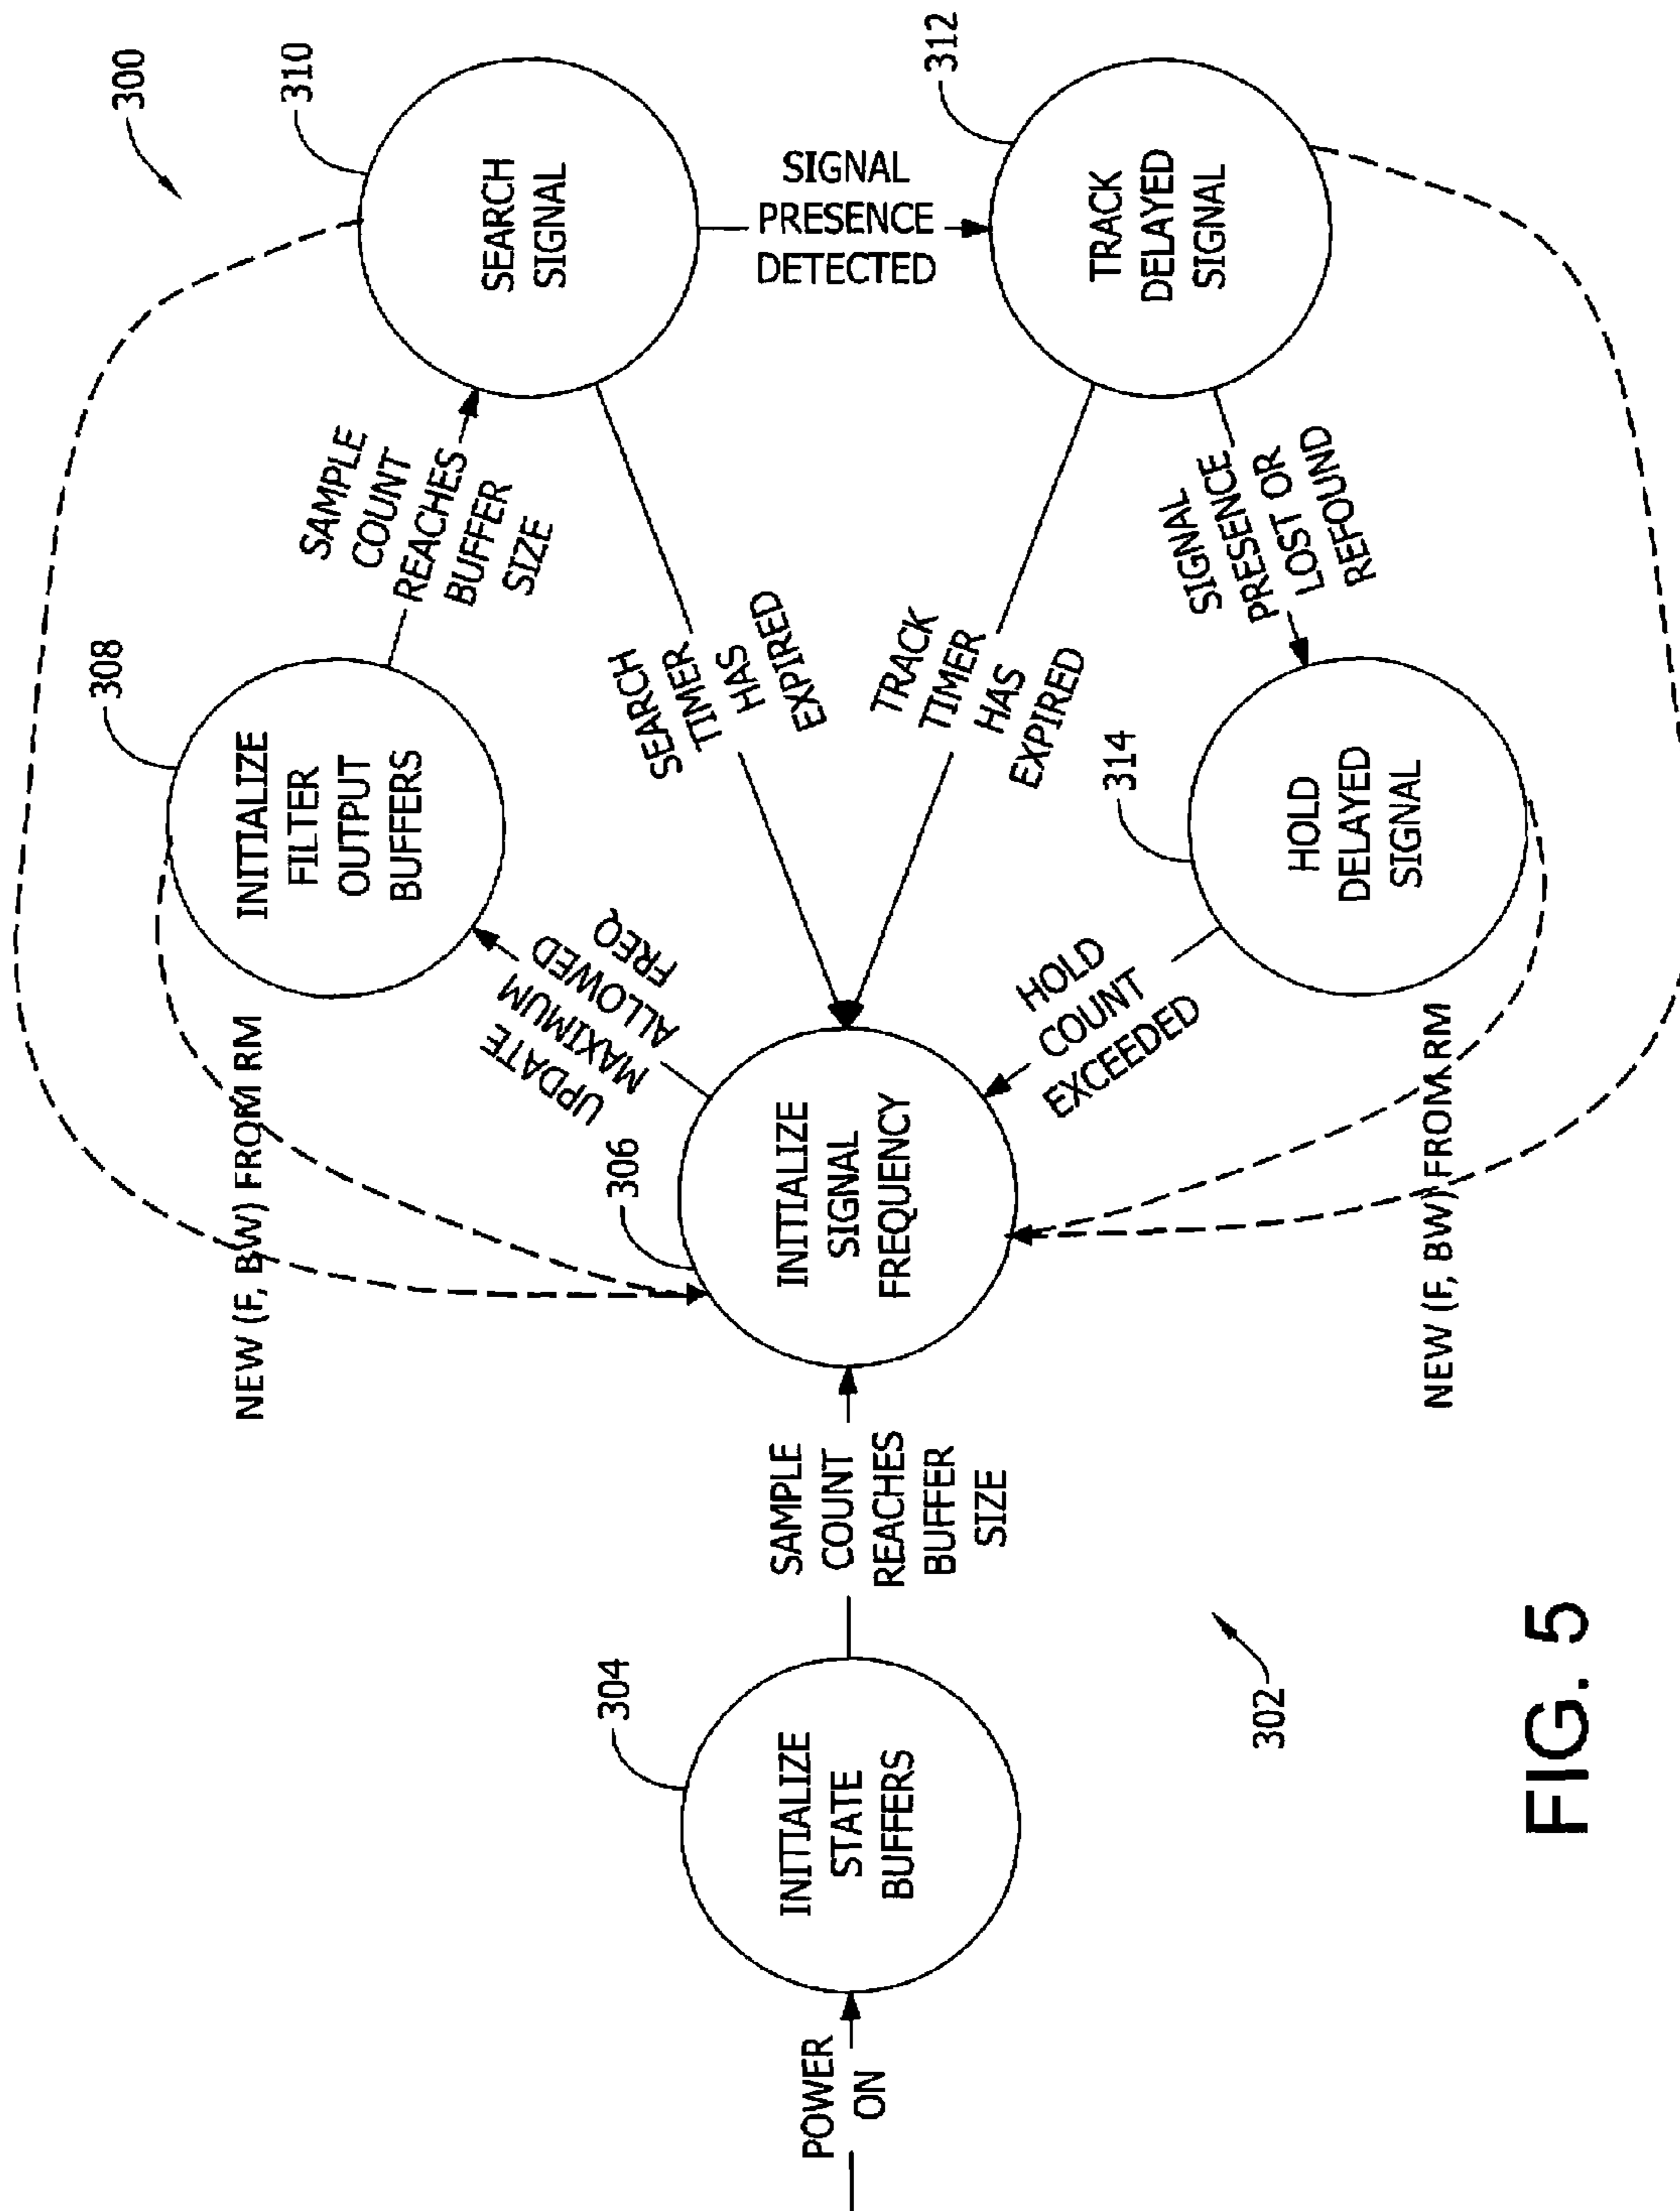 300
310
SEARCH
SIGNAL
SAMPLE
COUNT
REACHES
BUFFER
SIZE
308
INITIALIZE
FILTER
OUTPUT
BUFFERS
SIGNAL
PRESENCE
DETECTED
312
TRACK
DELAYED
SIGNAL
SEARCH
TIMER
HAS
EXPIRED
TRACK
TIMER
HAS
EXPIRED
SIGNAL
PRESENCE
LOST OR
REFOUND
314
HOLD
DELAYED
SIGNAL
HOLD
COUNT
EXCEEDED
UPDATE
MAXIMUM
ALLOWED
FREQ
NEW (F, BW) FROM RM
NEW (F, BW) FROM RM
306
INITIALIZE
SIGNAL
FREQUENCY
SAMPLE
COUNT
REACHES
BUFFER
SIZE
304
INITIALIZE
STATE
BUFFERS
302
POWER
ON
FIG. 5